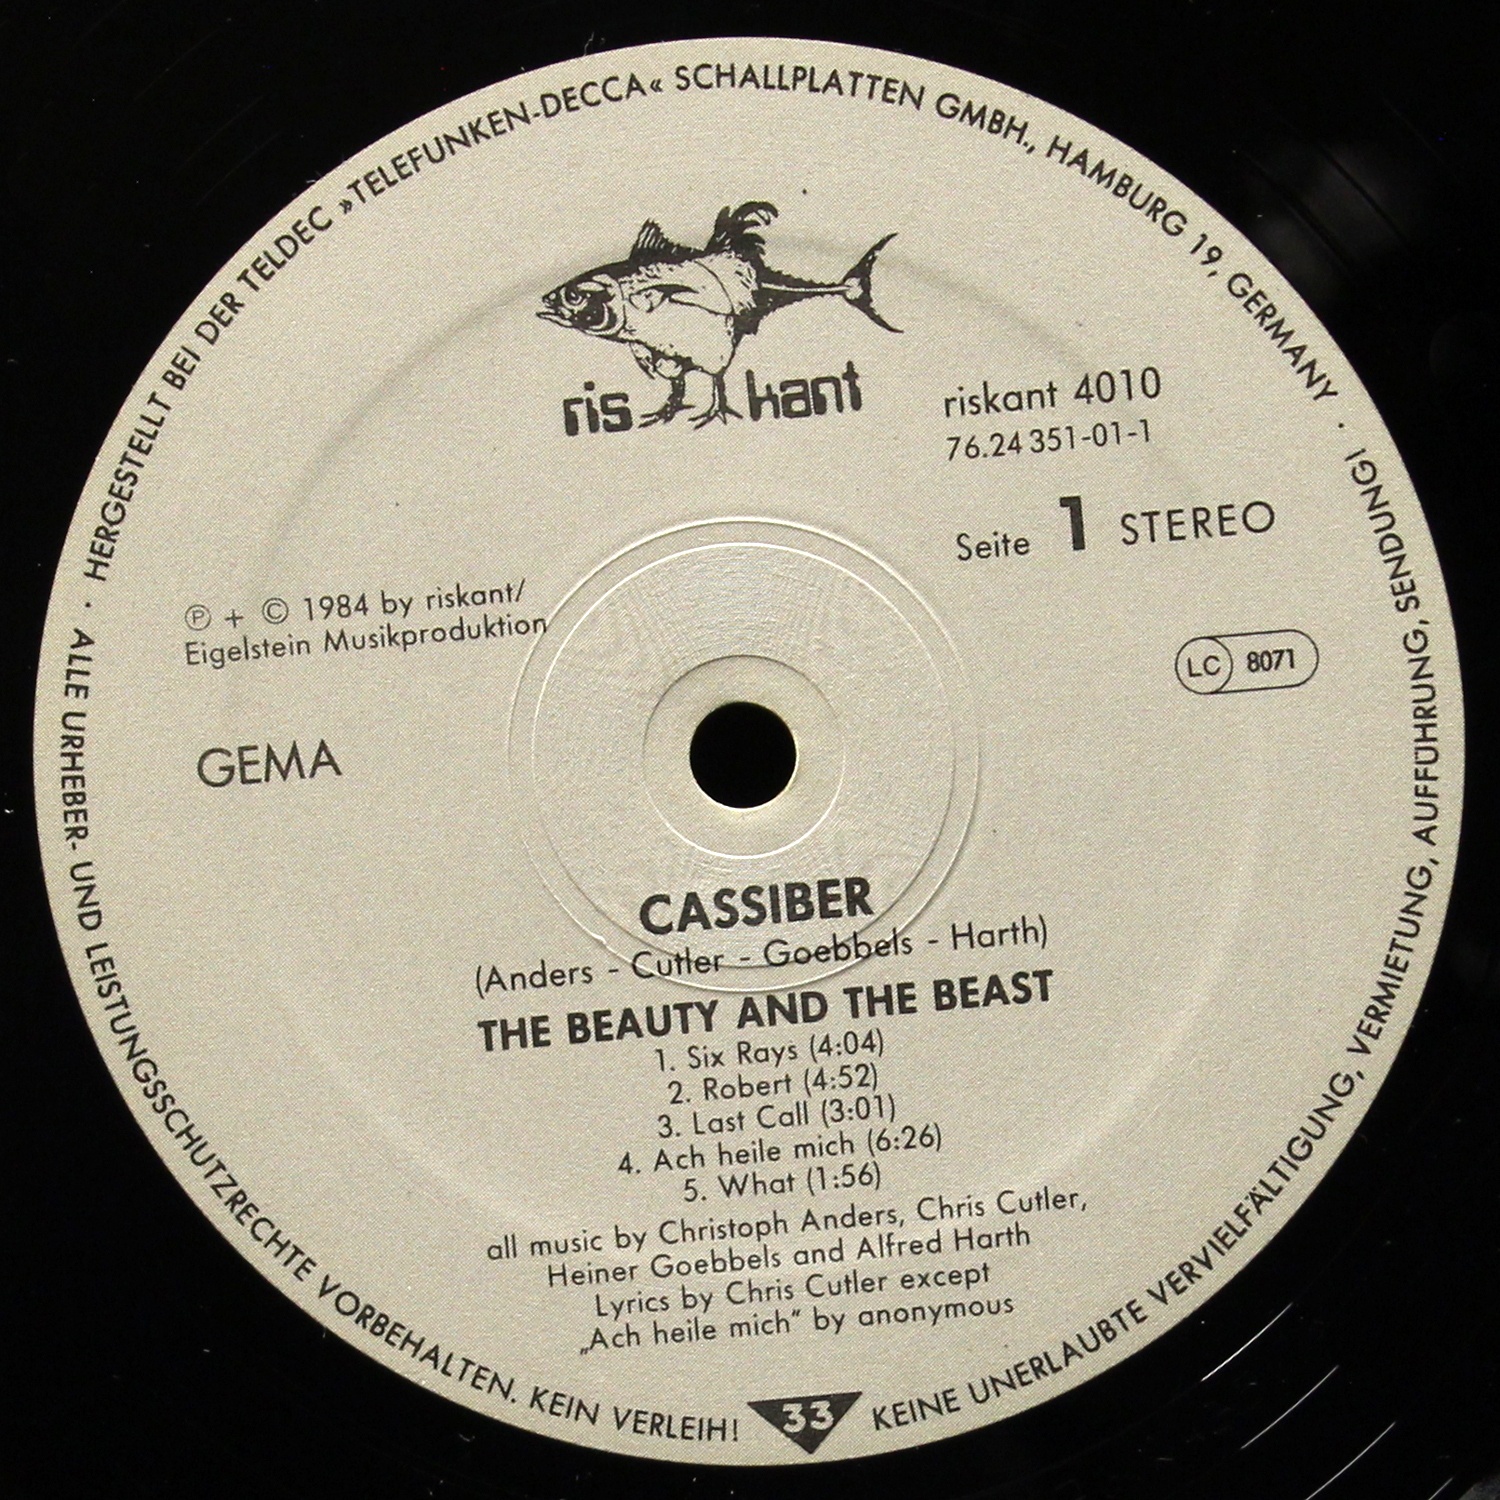 · HERGESTELLT BEI DER TELDEC »TELEFUNKEN-DECCA« SCHALLPLATTEN GMBH., HAMBURG 19, GERMANY ·
ris kant
riskant 4010
76.24 351-01-1
Seite 1 STEREO
℗ + © 1984 by riskant/
Eigelstein Musikproduktion
LC 8071
GEMA
CASSIBER
(Anders - Cutler - Goebbels - Harth)
THE BEAUTY AND THE BEAST
1. Six Rays (4:04)
2. Robert (4:52)
3. Last Call (3:01)
4. Ach heile mich (6:26)
5. What (1:56)
all music by Christoph Anders, Chris Cutler,
Heiner Goebbels and Alfred Harth
Lyrics by Chris Cutler except
„Ach heile mich“ by anonymous
ALLE URHEBER- UND LEISTUNGSSCHUTZRECHTE VORBEHALTEN. KEIN VERLEIH!
33
KEINE UNERLAUBTE VERVIELFÄLTIGUNG, VERMIETUNG, AUFFÜHRUNG, SENDUNG!